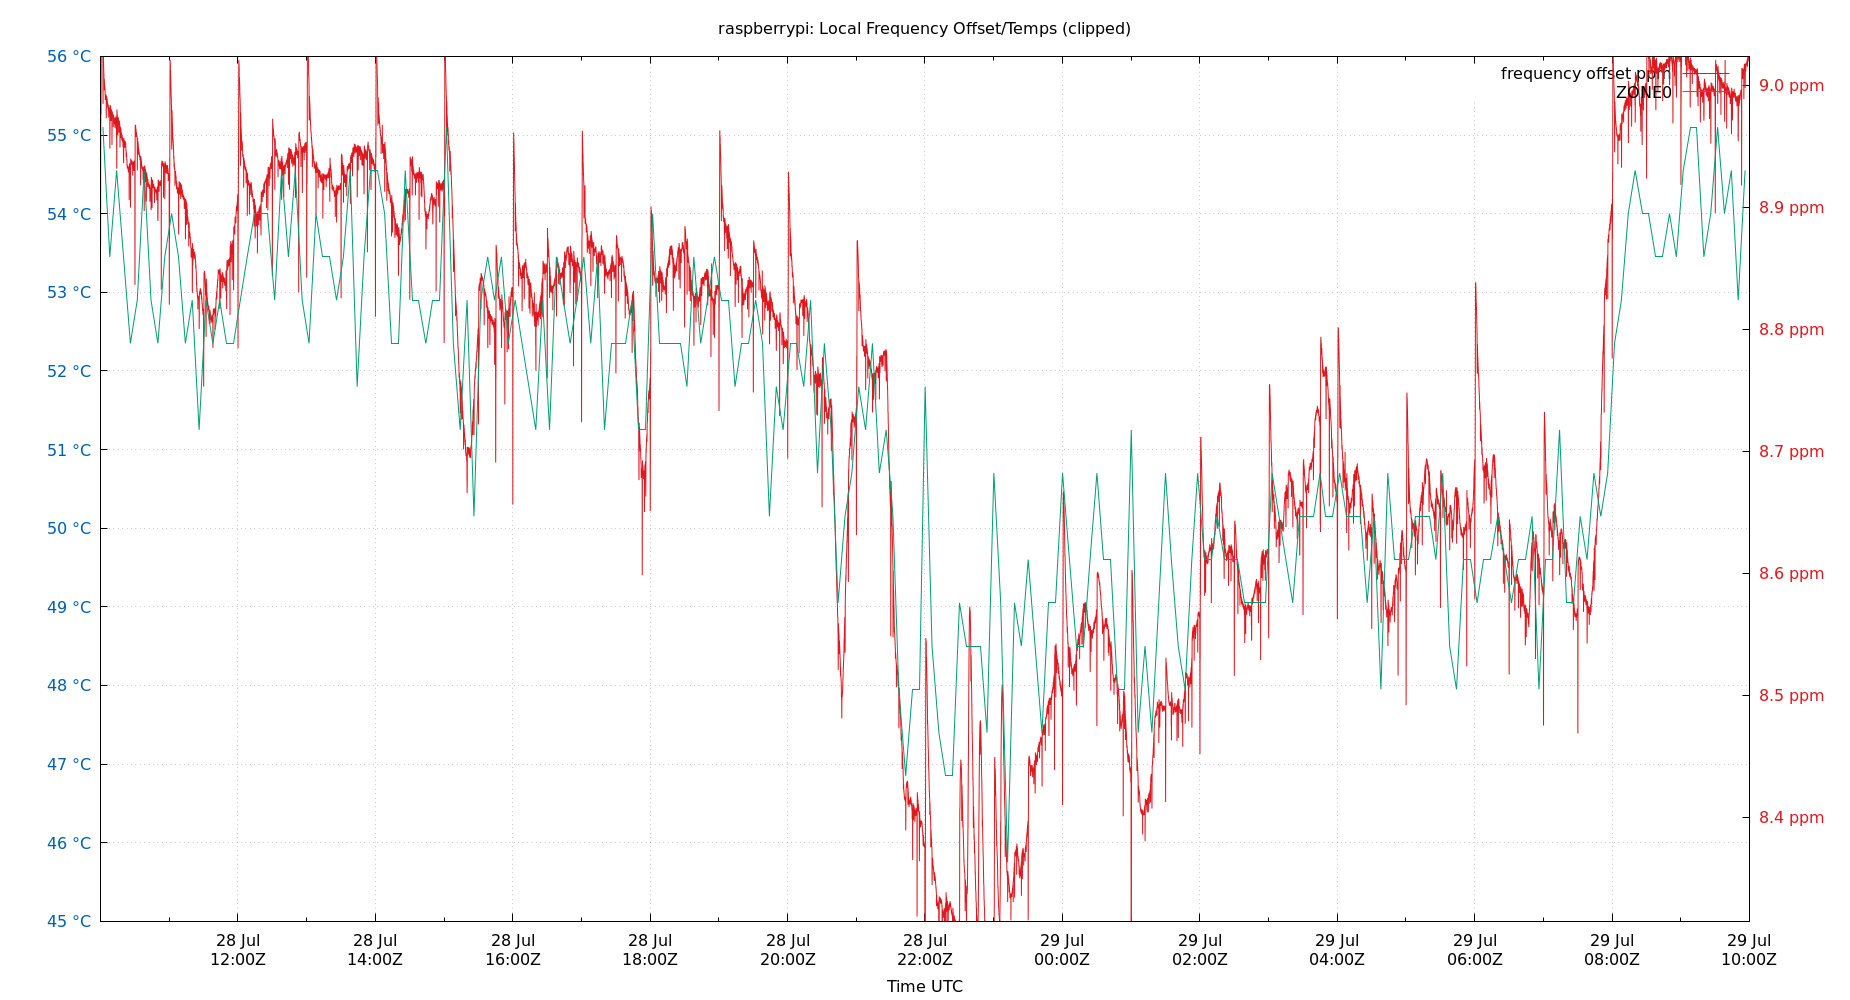 raspberrypi: Local Frequency Offset/Temps (clipped)
56 °C
55 °C
54 °C
53 °C
52 °C
51 °C
50 °C
49 °C
48 °C
47 °C
46 °C
45 °C
frequency offset ppm
ZONE0
9.0 ppm
8.9 ppm
8.8 ppm
8.7 ppm
8.6 ppm
8.5 ppm
8.4 ppm
28 Jul 28 Jul 28 Jul 28 Jul 28 Jul 28 Jul 29 Jul 29 Jul 29 Jul 29 Jul 29 Jul 29 Jul
12:00Z 14:00Z 16:00Z 18:00Z 20:00Z 22:00Z 00:00Z 02:00Z 04:00Z 06:00Z 08:00Z 10:00Z
Time UTC